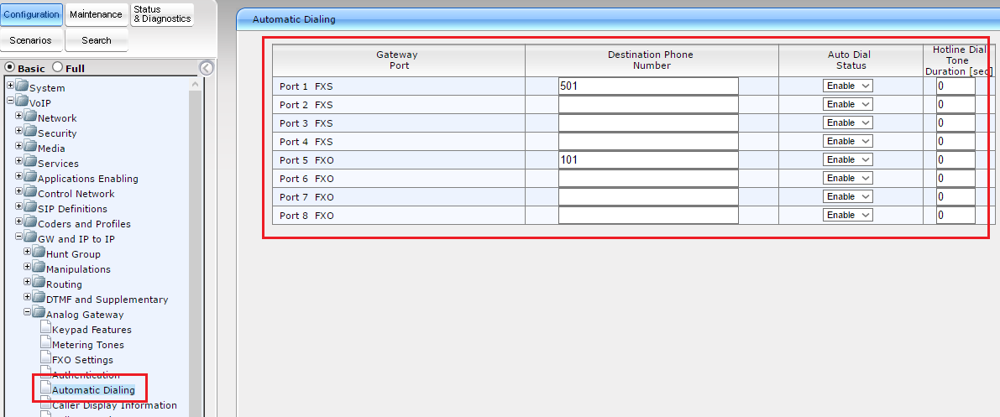 Configuration
Maintenance
Status
& Diagnostics
Scenarios
Search
Basic Full
System
VoIP
Network
Security
Media
Services
Applications Enabling
Control Network
SIP Definitions
Coders and Profiles
GW and IP to IP
Hunt Group
Manipulations
Routing
DTMF and Supplementary
Analog Gateway
Keypad Features
Metering Tones
FXO Settings
Authentication
Automatic Dialing
Caller Display Information
Automatic Dialing
Gateway
Port
Destination Phone
Number
Auto Dial
Status
Hotline Dial
Tone
Duration [sec]
Port 1 FXS 501 Enable 0
Port 2 FXS Enable 0
Port 3 FXS Enable 0
Port 4 FXS Enable 0
Port 5 FXO 101 Enable 0
Port 6 FXO Enable 0
Port 7 FXO Enable 0
Port 8 FXO Enable 0